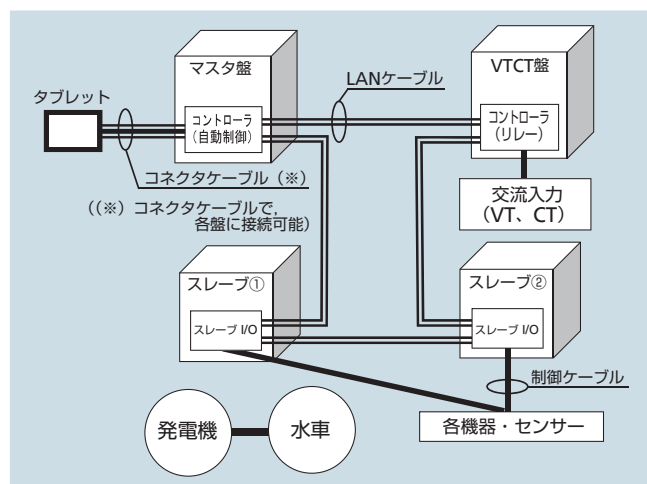 マスタ盤
VTCT盤
LANケーブル
タブレット
コントローラ
(自動制御)
コントローラ
(リレー)
コネクタケーブル(※)
((※) コネクタケーブルで,
各盤に接続可能)
交流入力
(VT、CT)
スレーブ①
スレーブ②
スレーブ I/O
スレーブ I/O
制御ケーブル
発電機
水車
各機器・センサー